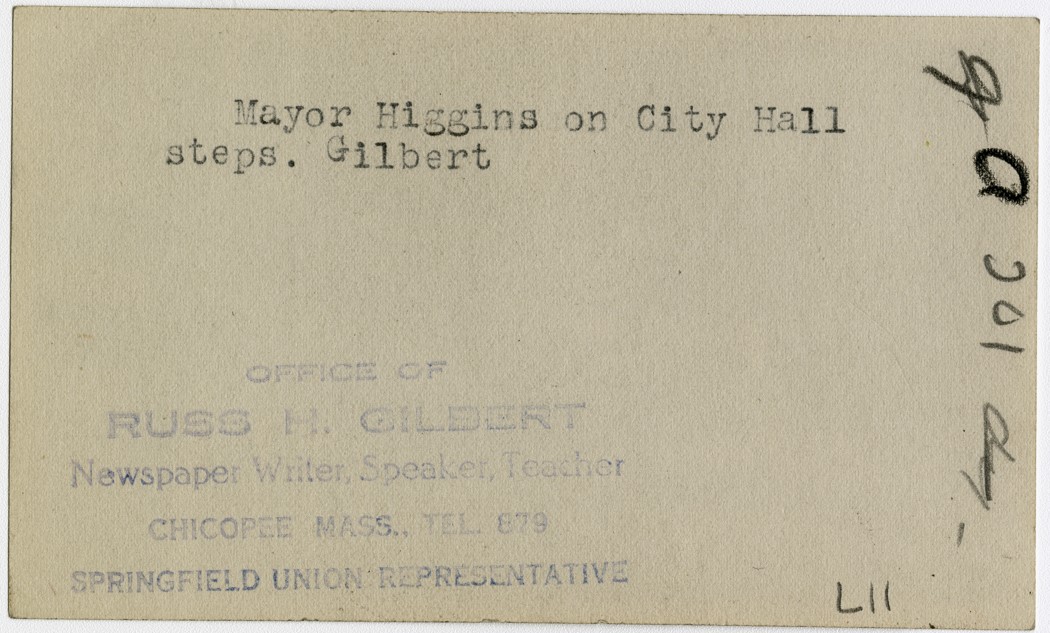 Mayor Higgins on City Hall
steps. Gilbert
OFFICE OF
RUSS H. GILBERT
Newspaper Writer, Speaker, Teacher
CHICOPEE MASS., TEL. 879
SPRINGFIELD UNION REPRESENTATIVE
L11